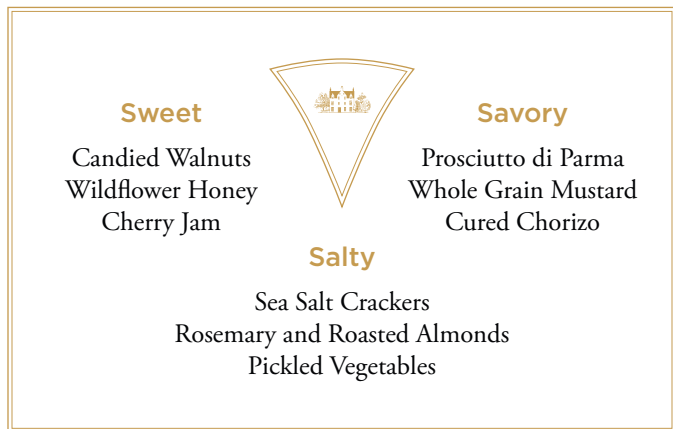 Sweet
Candied Walnuts
Wildflower Honey
Cherry Jam
Savory
Prosciutto di Parma
Whole Grain Mustard
Cured Chorizo
Salty
Sea Salt Crackers
Rosemary and Roasted Almonds
Pickled Vegetables